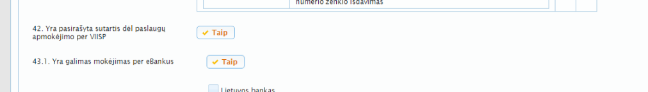 numerio ženklo išdavimas
42. Yra pasirašyta sutartis dėl paslaugų
apmokėjimo per VIISP
Taip
43.1. Yra galimas mokėjimas per eBankus
Taip
Lietuvos bankas